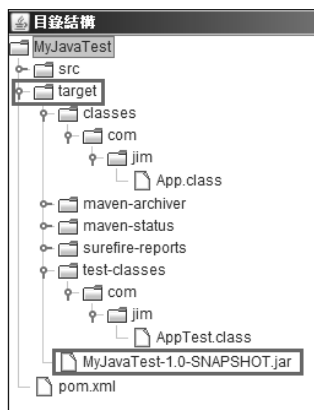 目錄結構
MyJavaTest
src
target
classes
com
jim
App.class
maven-archiver
maven-status
surefire-reports
test-classes
com
jim
AppTest.class
MyJavaTest-1.0-SNAPSHOT.jar
pom.xml